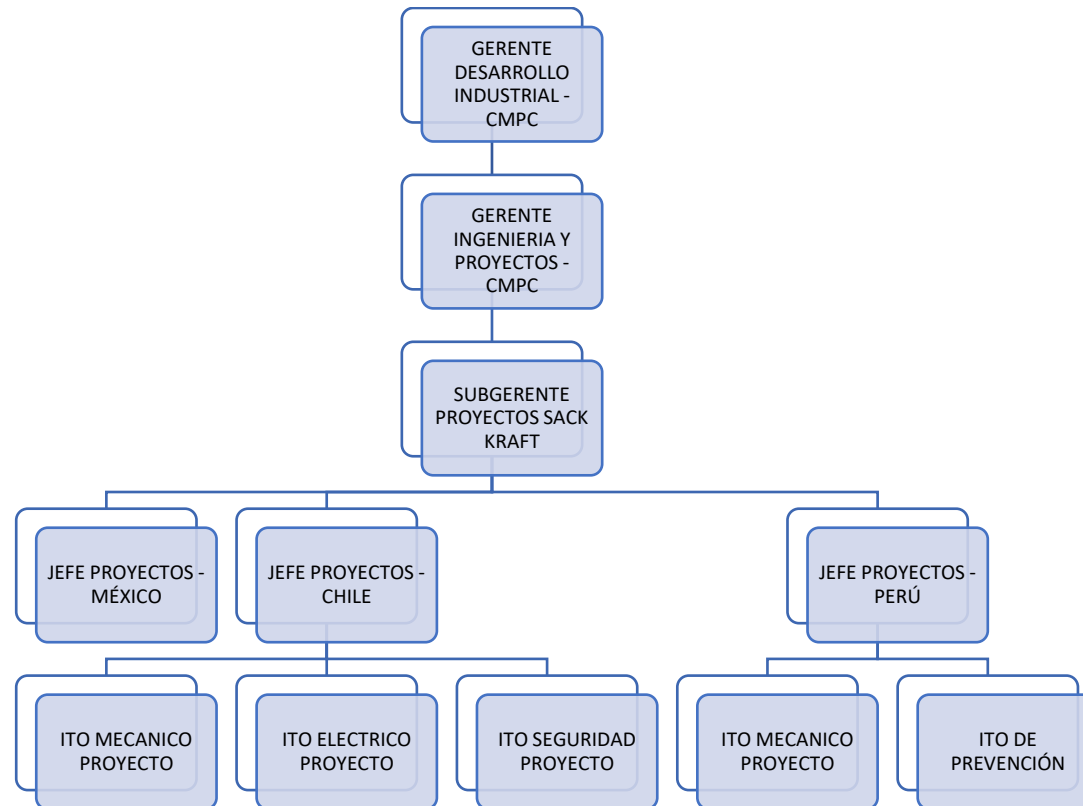 GERENTE
DESARROLLO
INDUSTRIAL -
CMPC
GERENTE
INGENIERIA Y
PROYECTOS -
CMPC
SUBGERENTE
PROYECTOS SACK
KRAFT
JEFE PROYECTOS -
MÉXICO
JEFE PROYECTOS -
CHILE
JEFE PROYECTOS -
PERÚ
ITO MECANICO
PROYECTO
ITO ELECTRICO
PROYECTO
ITO SEGURIDAD
PROYECTO
ITO MECANICO
PROYECTO
ITO DE
PREVENCIÓN